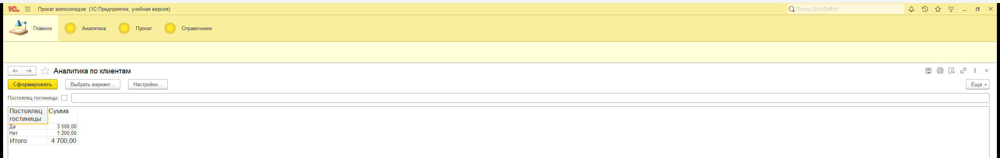 1С Прокат велосипедов (1С:Предприятие, учебная версия) Поиск Ctrl+Shift+F
Главное Аналитика Прокат Справочники
Аналитика по клиентам
Сформировать Выбрать вариант... Настройки... Еще
Постоялец гостиницы:
Постоялец гостиницы Сумма
Да 3 500,00
Нет 1 200,00
Итого 4 700,00